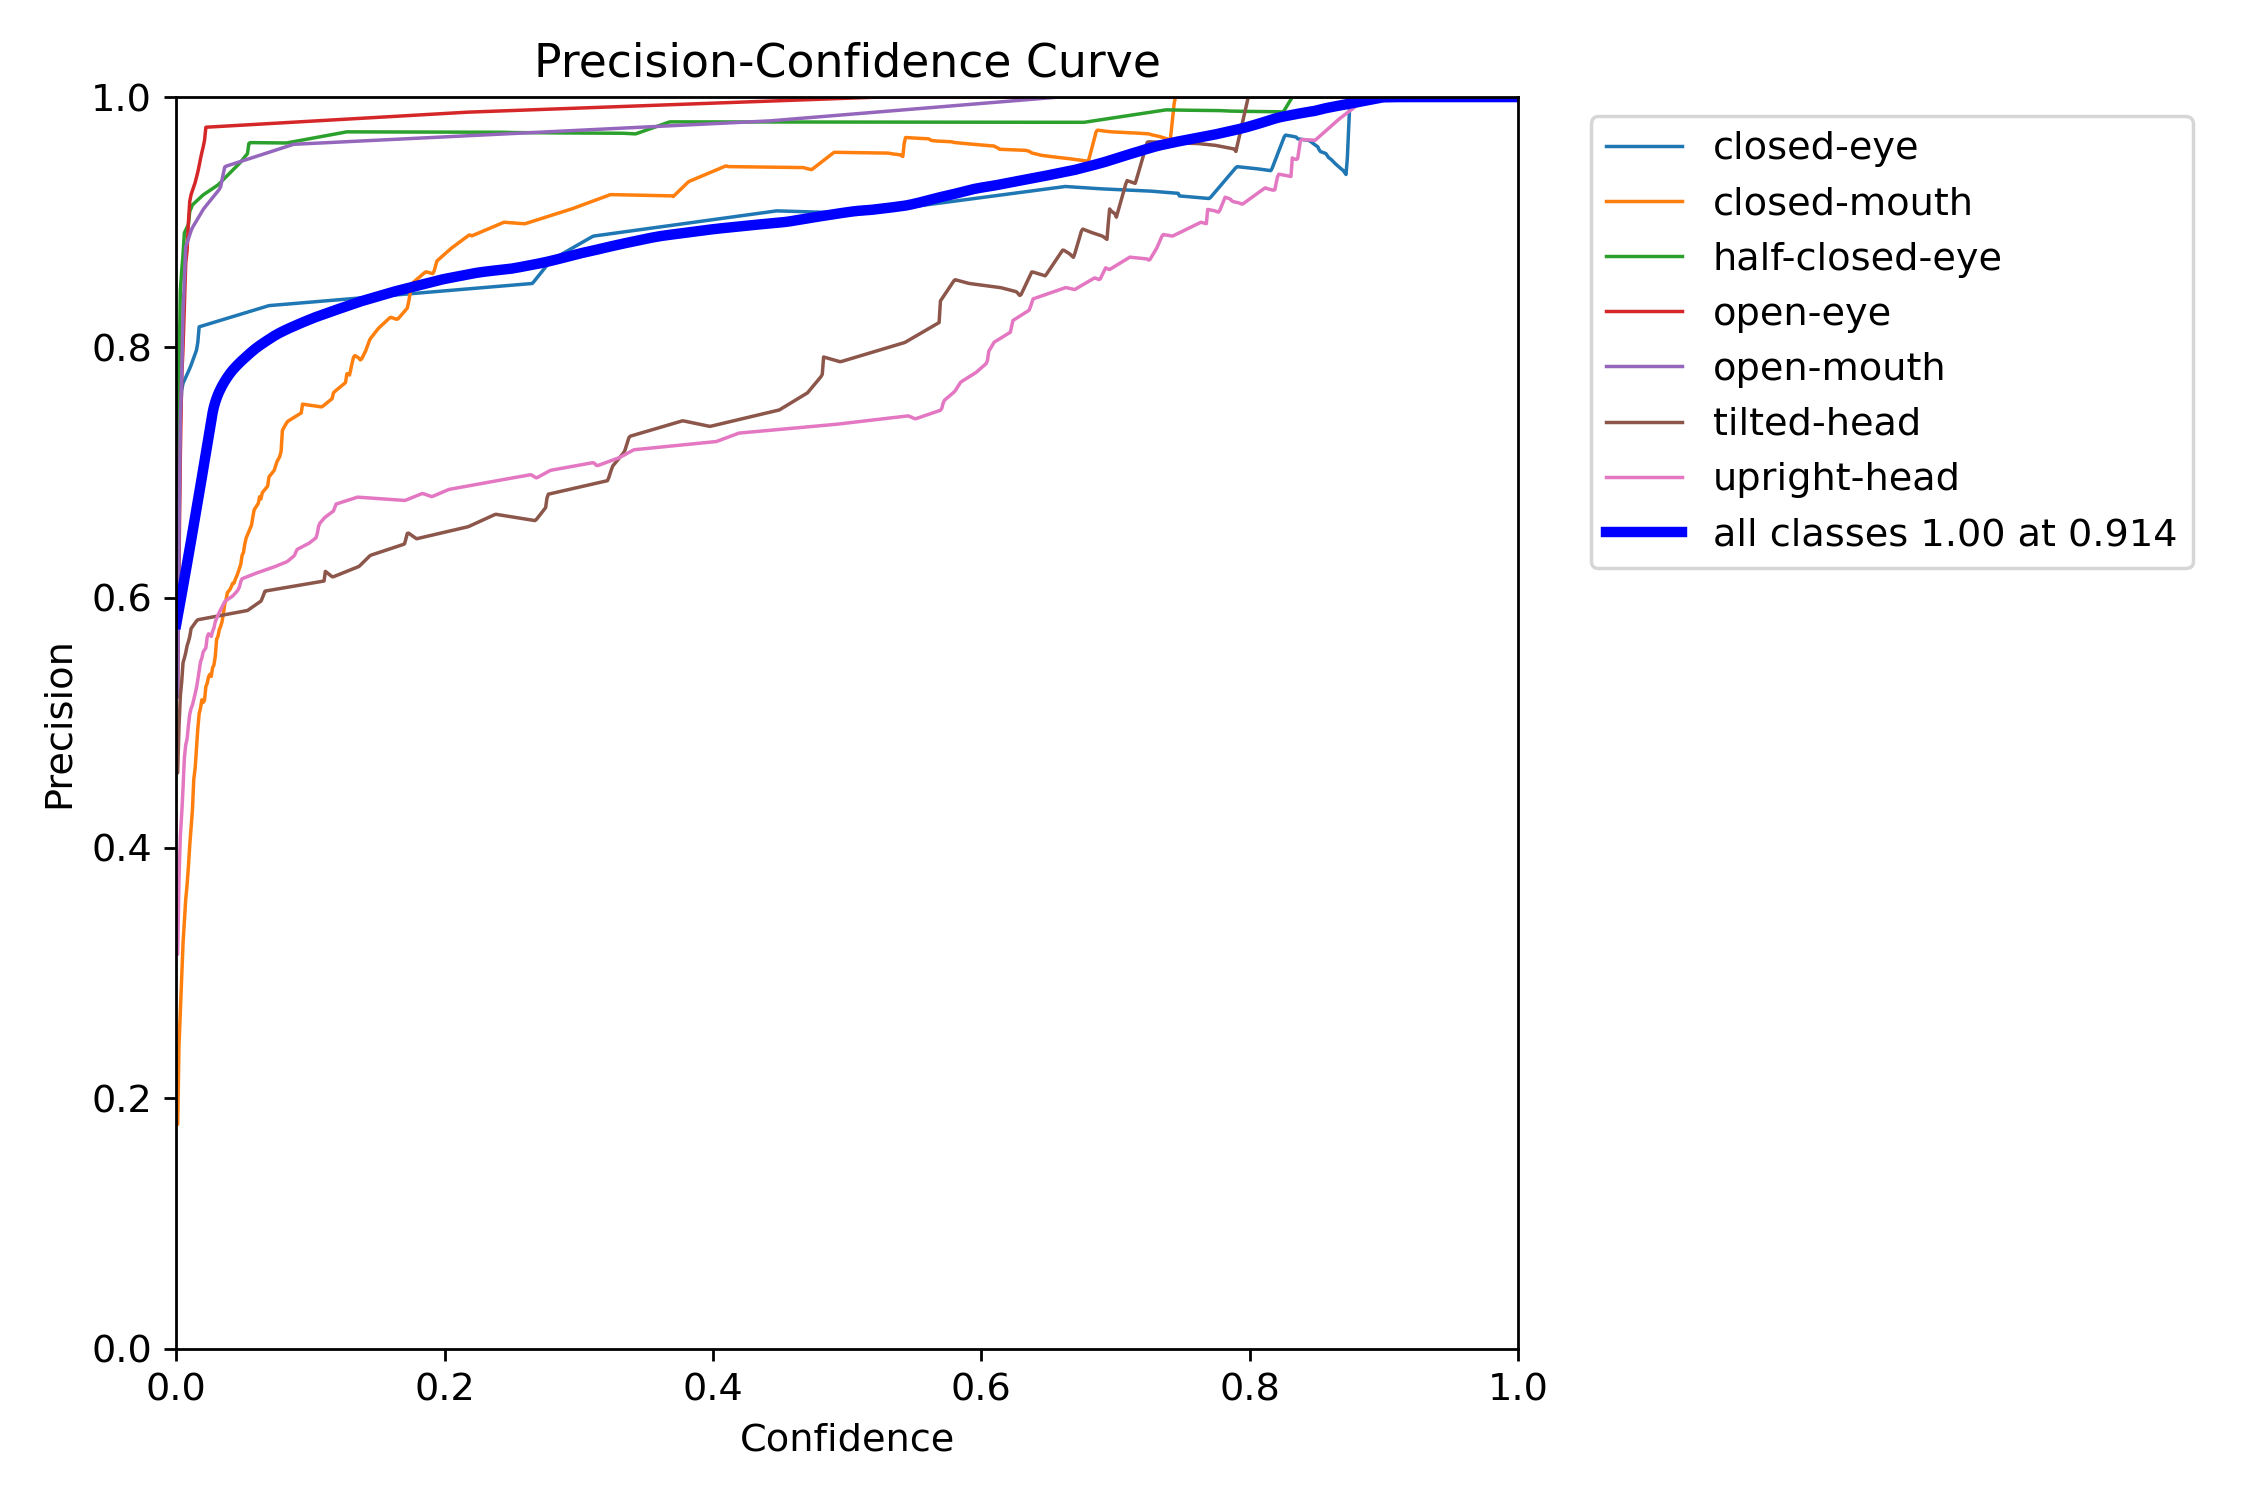 Precision-Confidence Curve
1.0
0.8
0.6
0.4
0.2
0.0
Precision
0.0 0.2 0.4 0.6 0.8 1.0
Confidence
closed-eye
closed-mouth
half-closed-eye
open-eye
open-mouth
tilted-head
upright-head
all classes 1.00 at 0.914